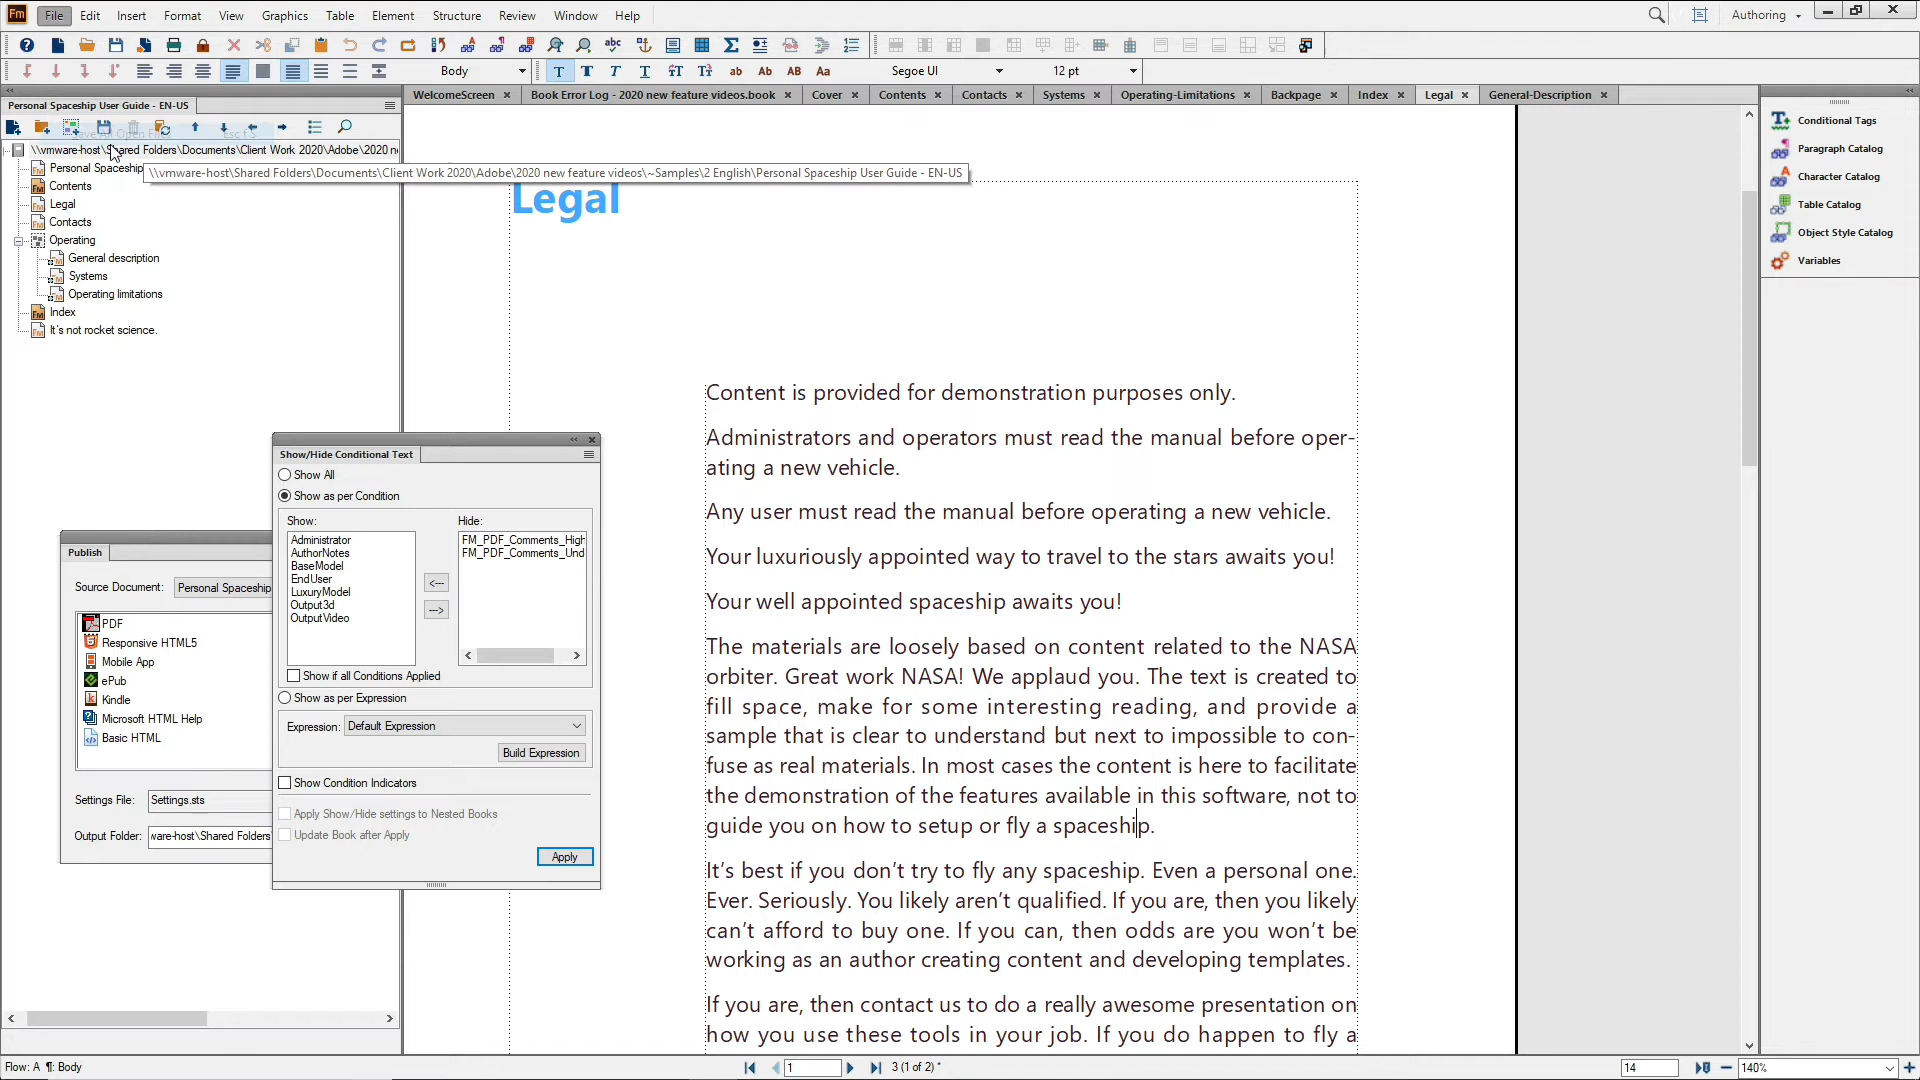 Fm File Edit Insert Format View Graphics Table Element Structure Review Window Help Authoring
Body Segoe UI 12 pt
Personal Spaceship User Guide - EN-US
WelcomeScreen Book Error Log - 2020 new feature videos.book Cover Contents Contacts Systems Operating-Limitations Backpage Index Legal General-Description
\\vmware-host\Shared Folders\Documents\Client Work 2020\Adobe\2020 n
\\vmware-host\Shared Folders\Documents\Client Work 2020\Adobe\2020 new feature videos\~Samples\2 English\Personal Spaceship User Guide - EN-US
Personal Spaceship
Contents
Legal
Contacts
Operating
General description
Systems
Operating limitations
Index
It's not rocket science.
Publish
Source Document: Personal Spaceship
PDF
Responsive HTML5
Mobile App
ePub
Kindle
Microsoft HTML Help
Basic HTML
Settings File: Settings.sts
Output Folder: ware-host\Shared Folders\
Show/Hide Conditional Text
Show All
Show as per Condition
Show: Hide:
Administrator
AuthorNotes
BaseModel
EndUser
LuxuryModel
Output3d
OutputVideo
FM_PDF_Comments_High
FM_PDF_Comments_Und
<---
--->
Show if all Conditions Applied
Show as per Expression
Expression: Default Expression
Build Expression
Show Condition Indicators
Apply Show/Hide settings to Nested Books
Update Book after Apply
Apply
Legal
Content is provided for demonstration purposes only.
Administrators and operators must read the manual before oper-
ating a new vehicle.
Any user must read the manual before operating a new vehicle.
Your luxuriously appointed way to travel to the stars awaits you!
Your well appointed spaceship awaits you!
The materials are loosely based on content related to the NASA
orbiter. Great work NASA! We applaud you. The text is created to
fill space, make for some interesting reading, and provide a
sample that is clear to understand but next to impossible to con-
fuse as real materials. In most cases the content is here to facilitate
the demonstration of the features available in this software, not to
guide you on how to setup or fly a spaceship.
It's best if you don't try to fly any spaceship. Even a personal one.
Ever. Seriously. You likely aren't qualified. If you are, then you likely
can't afford to buy one. If you can, then odds are you won't be
working as an author creating content and developing templates.
If you are, then contact us to do a really awesome presentation on
how you use these tools in your job. If you do happen to fly a
Conditional Tags
Paragraph Catalog
Character Catalog
Table Catalog
Object Style Catalog
Variables
Flow: A ¶: Body 1 3 (1 of 2) * 14 140%